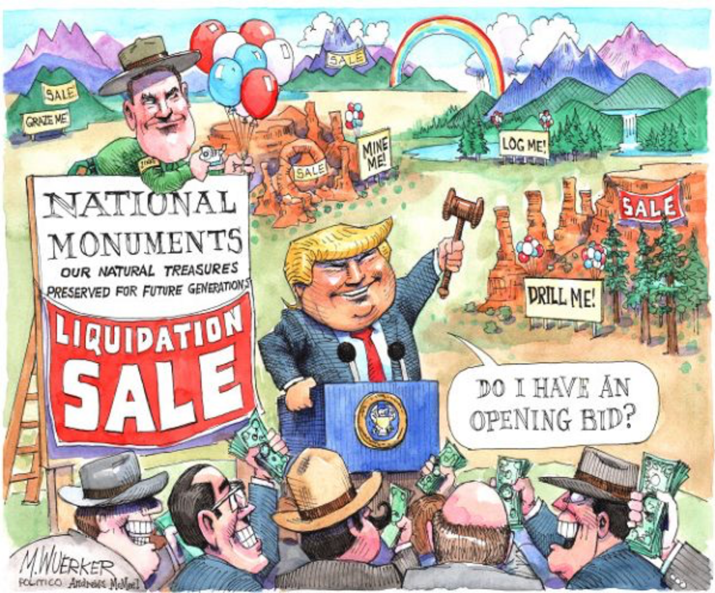 SALE
GRAZE ME
SALE
SALE
MINE
ME!
LOG ME!
SALE
DRILL ME!
NATIONAL
MONUMENTS
OUR NATURAL TREASURES
PRESERVED FOR FUTURE GENERATIONS
LIQUIDATION
SALE
DO I HAVE AN
OPENING BID?
M.WUERKER
POLITICO Andrews McMeel